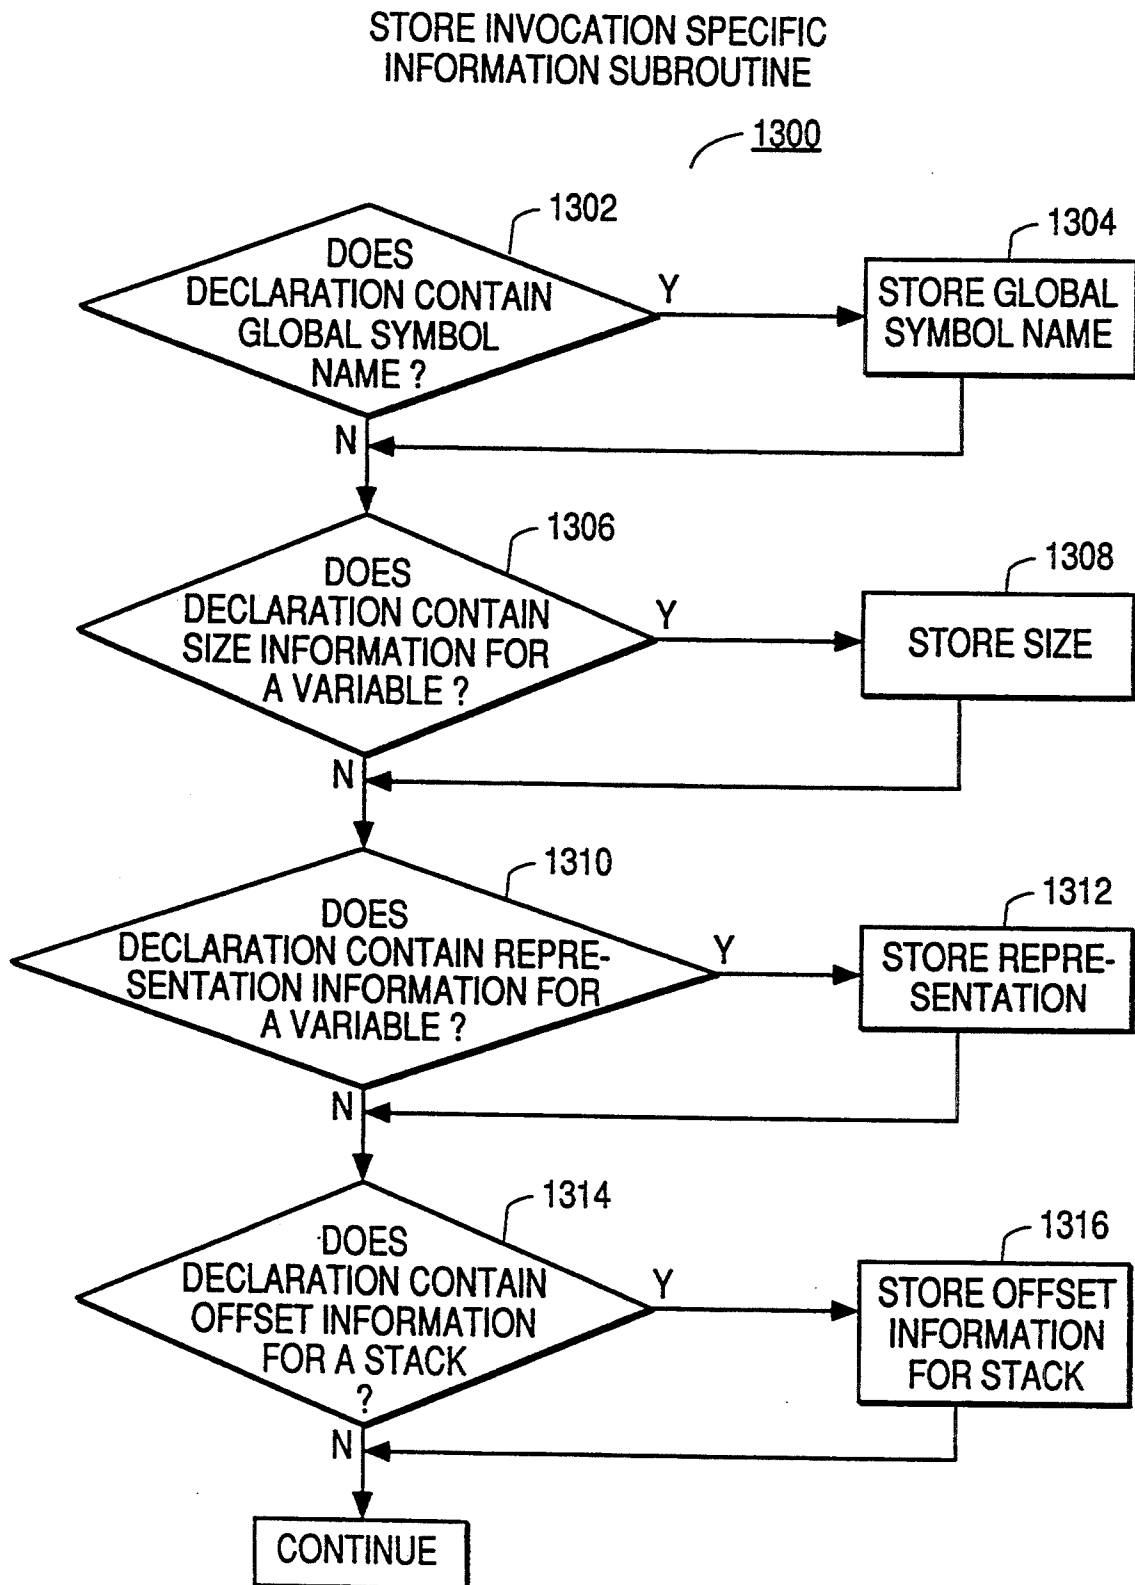 STORE INVOCATION SPECIFIC
INFORMATION SUBROUTINE
1300
1302
DOES
DECLARATION CONTAIN
GLOBAL SYMBOL
NAME ?
Y
1304
STORE GLOBAL
SYMBOL NAME
N
1306
DOES
DECLARATION CONTAIN
SIZE INFORMATION FOR
A VARIABLE ?
Y
1308
STORE SIZE
N
1310
DOES
DECLARATION CONTAIN REPRE-
SENTATION INFORMATION FOR
A VARIABLE ?
Y
1312
STORE REPRE-
SENTATION
N
1314
DOES
DECLARATION CONTAIN
OFFSET INFORMATION
FOR A STACK
?
Y
1316
STORE OFFSET
INFORMATION
FOR STACK
N
CONTINUE